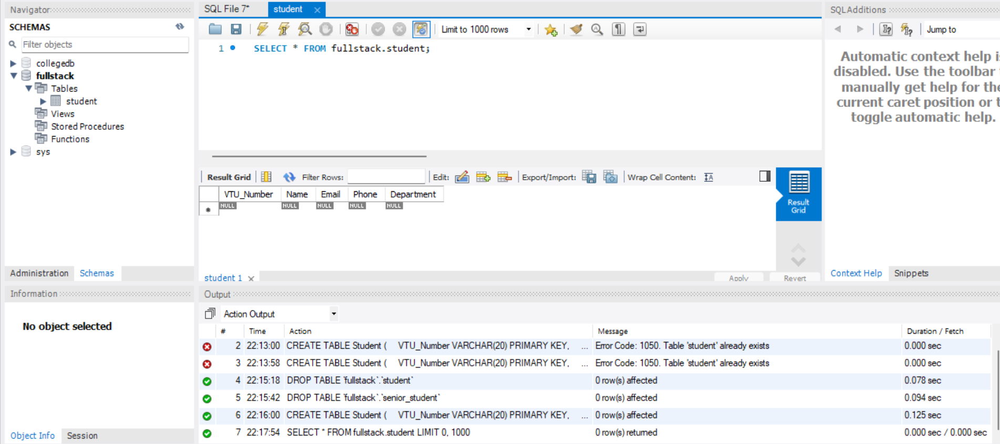 Navigator
SCHEMAS
Filter objects
collegedb
fullstack
Tables
student
Views
Stored Procedures
Functions
sys
Administration Schemas
Information
No object selected
Object Info Session
SQL File 7* student
Limit to 1000 rows
1 SELECT * FROM fullstack.student;
Result Grid Filter Rows: Edit: Export/Import: Wrap Cell Content:
VTU_Number Name Email Phone Department
NULL NULL NULL NULL NULL
Result
Grid
student 1 Apply Revert
Output
Action Output
# Time Action Message Duration / Fetch
2 22:13:00 CREATE TABLE Student ( VTU_Number VARCHAR(20) PRIMARY KEY, ... Error Code: 1050. Table 'student' already exists 0.000 sec
3 22:13:58 CREATE TABLE Student ( VTU_Number VARCHAR(20) PRIMARY KEY, ... Error Code: 1050. Table 'student' already exists 0.000 sec
4 22:15:18 DROP TABLE `fullstack`.`student` 0 row(s) affected 0.078 sec
5 22:15:42 DROP TABLE `fullstack`.`senior_student` 0 row(s) affected 0.094 sec
6 22:16:00 CREATE TABLE Student ( VTU_Number VARCHAR(20) PRIMARY KEY, ... 0 row(s) affected 0.125 sec
7 22:17:54 SELECT * FROM fullstack.student LIMIT 0, 1000 0 row(s) returned 0.000 sec / 0.000 sec
SQLAdditions
Jump to
Automatic context help
disabled. Use the toolbar
manually get help for the
current caret position or
toggle automatic help.
Context Help Snippets